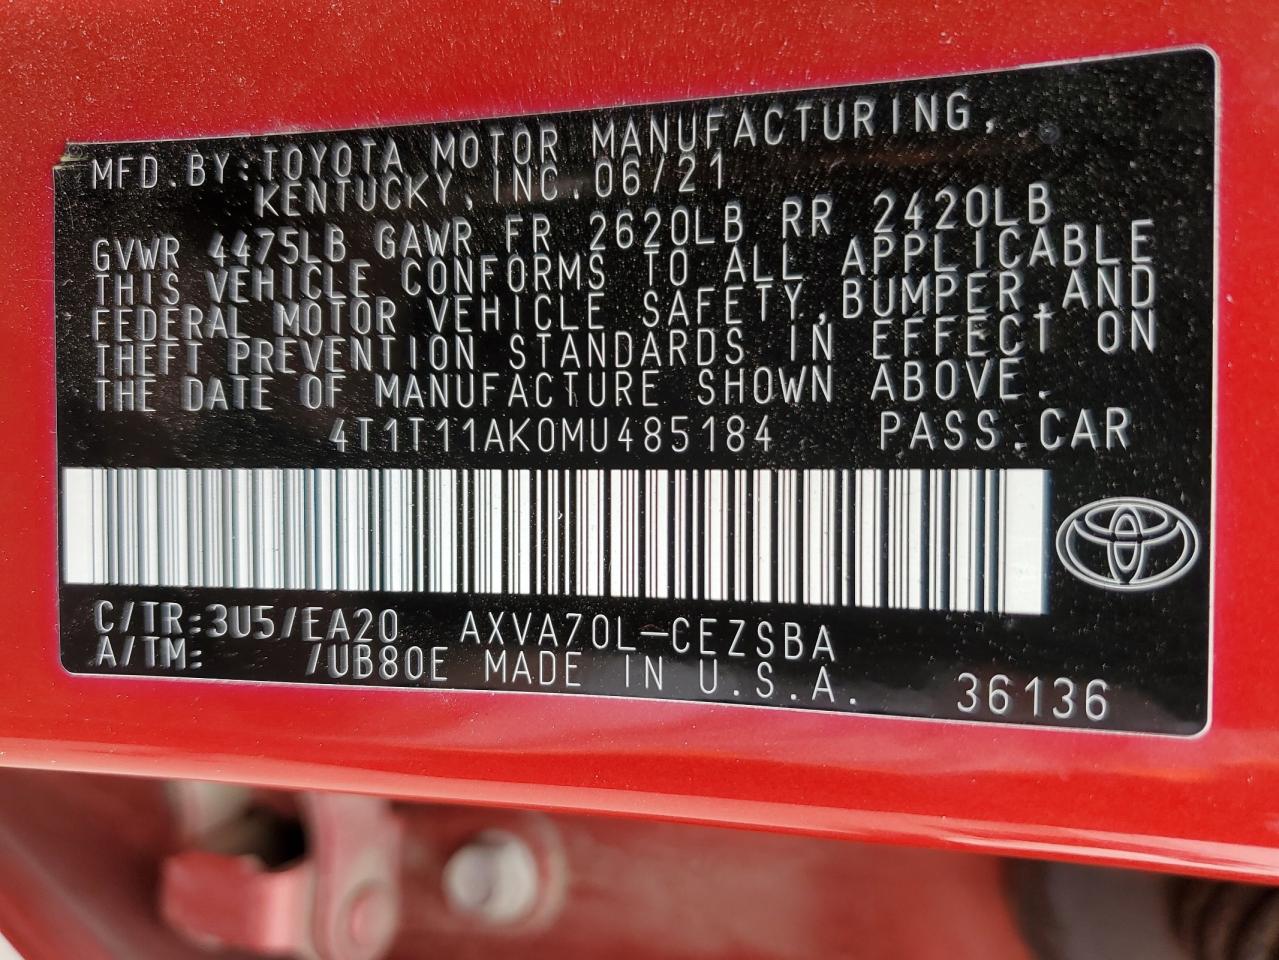 MFD.BY:TOYOTA MOTOR MANUFACTURING,
KENTUCKY, INC.06/21
GVWR 4475LB GAWR FR 2620LB RR 2420LB
THIS VEHICLE CONFORMS TO ALL APPLICABLE
FEDERAL MOTOR VEHICLE SAFETY,BUMPER,AND
THEFT PREVENTION STANDARDS IN EFFECT ON
THE DATE OF MANUFACTURE SHOWN ABOVE.
4T1T11AK0MU485184 PASS.CAR
C/TR:3U5/EA20 AXVA70L-CEZSBA
A/TM: /UB80E MADE IN U.S.A. 36136